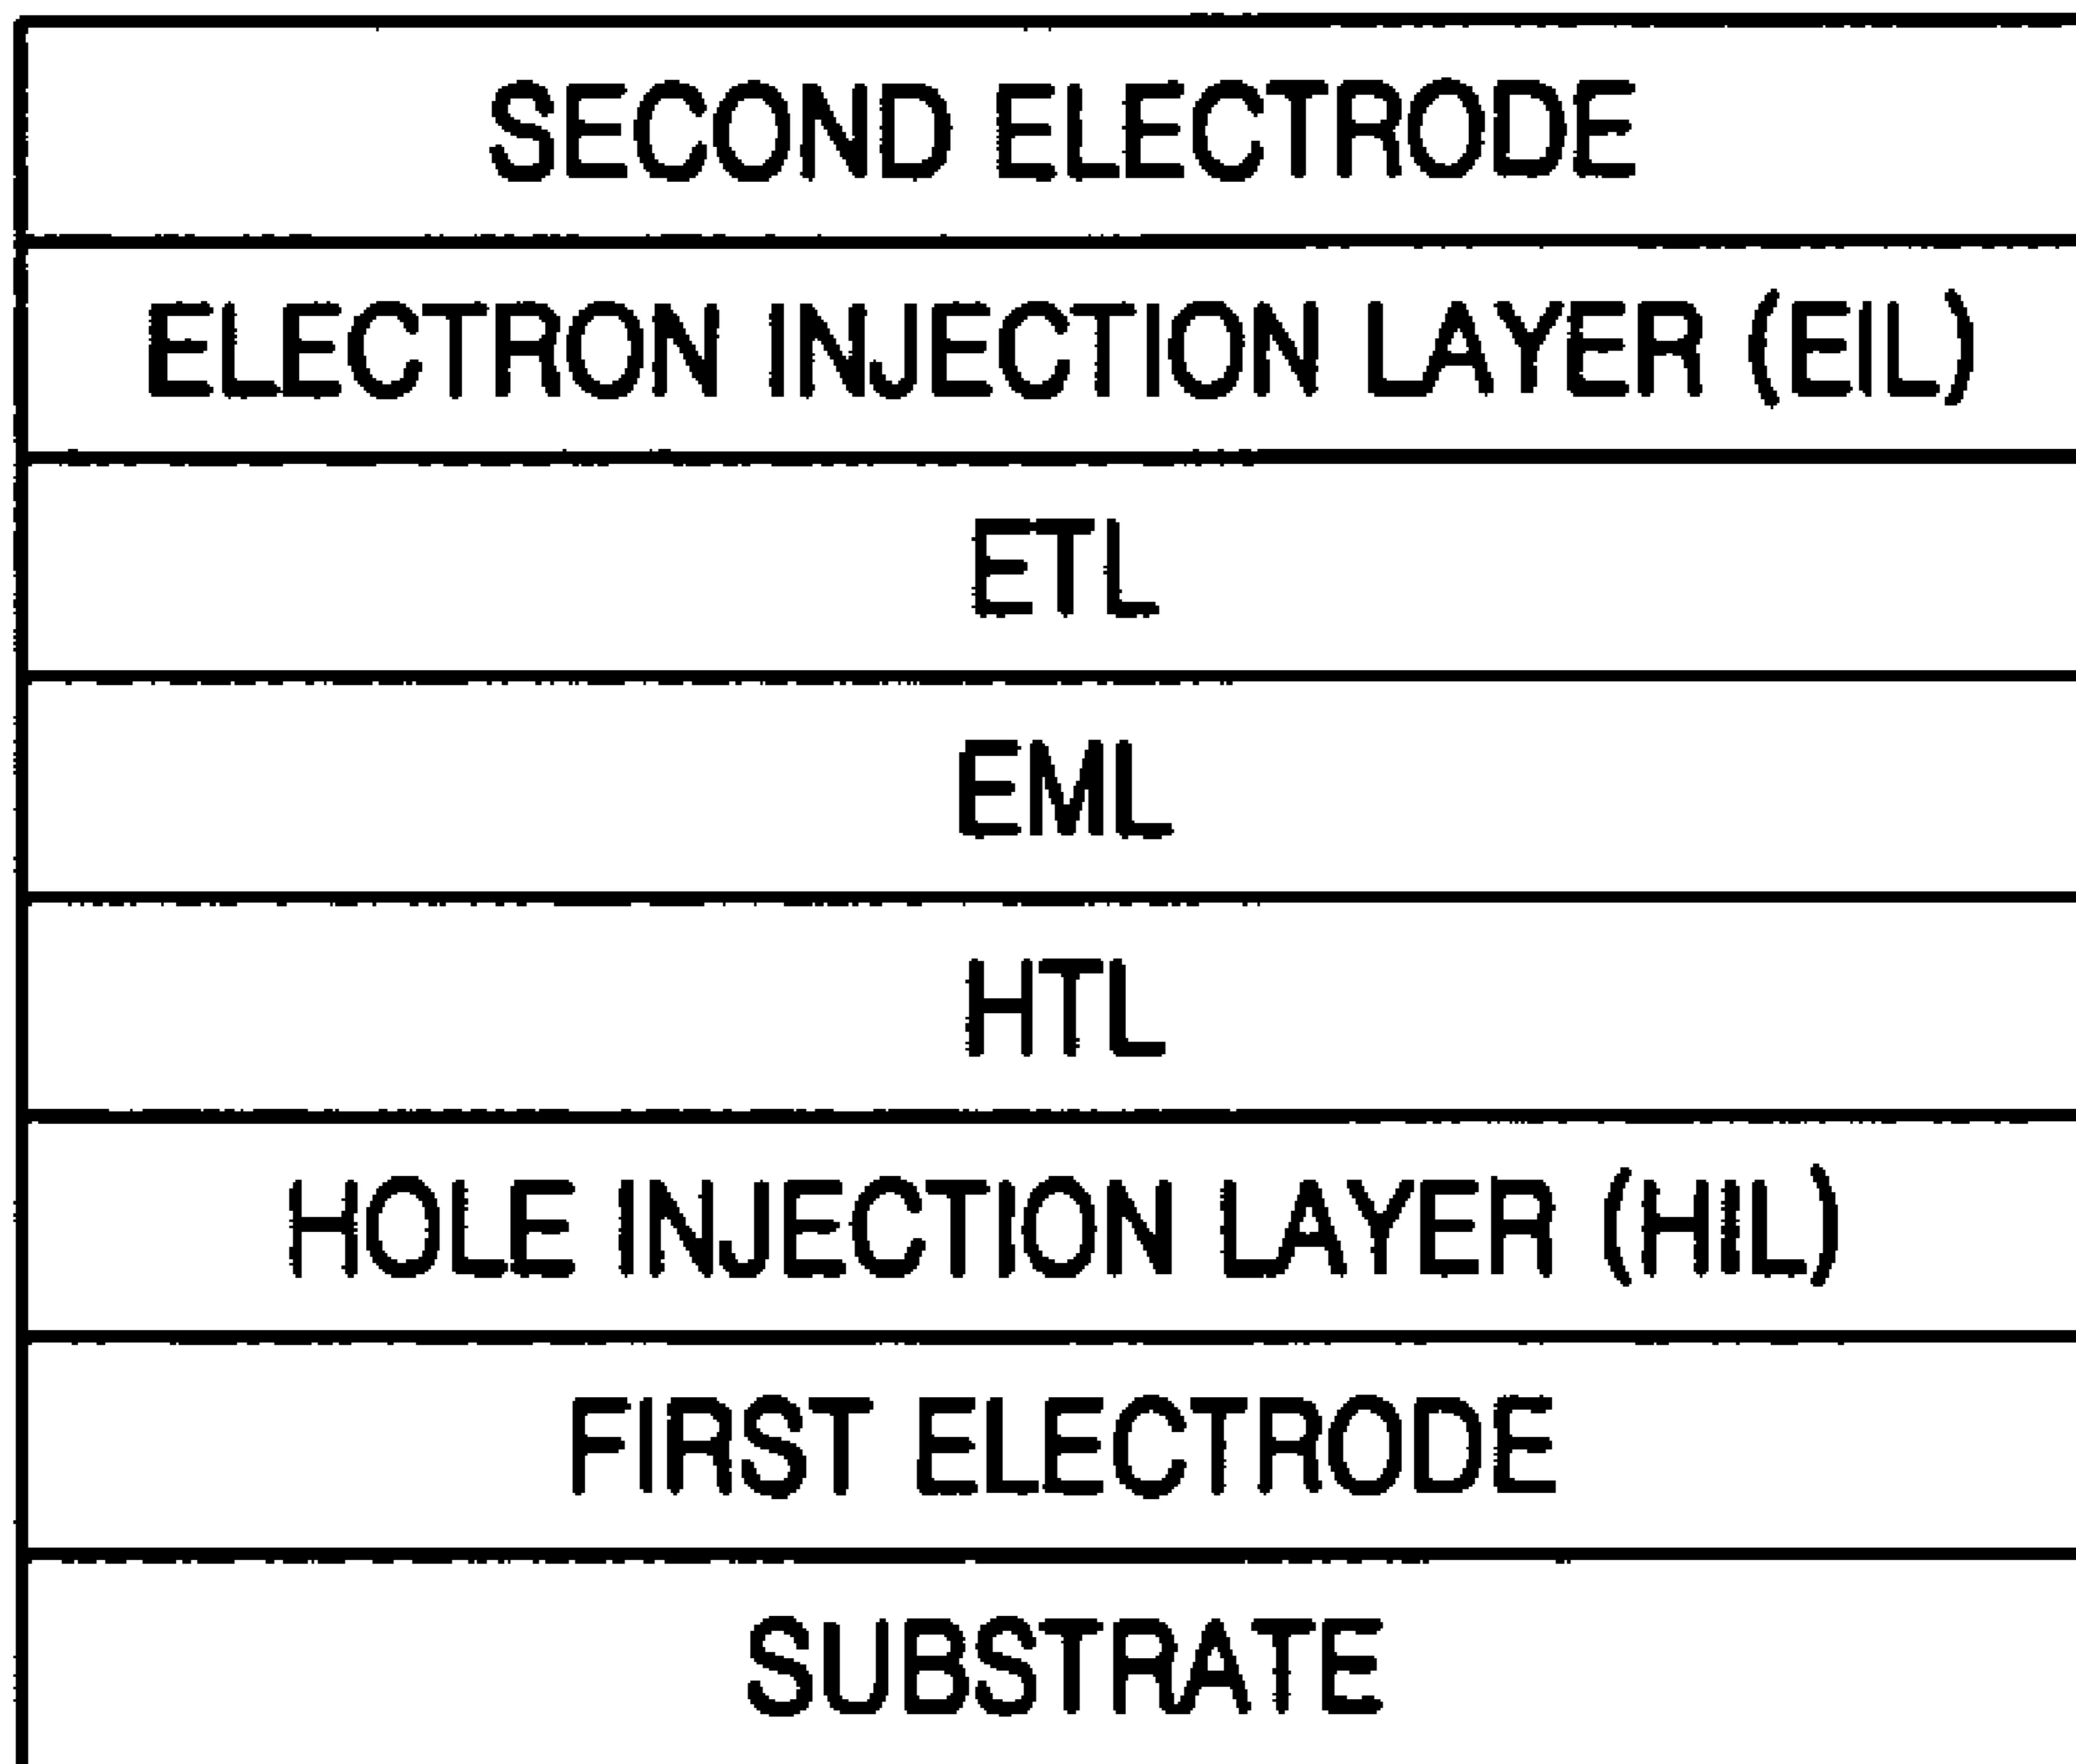 SECOND ELECTRODE
ELECTRON INJECTION LAYER (EIL)
ETL
EML
HTL
HOLE INJECTION LAYER (HIL)
FIRST ELECTRODE
SUBSTRATE